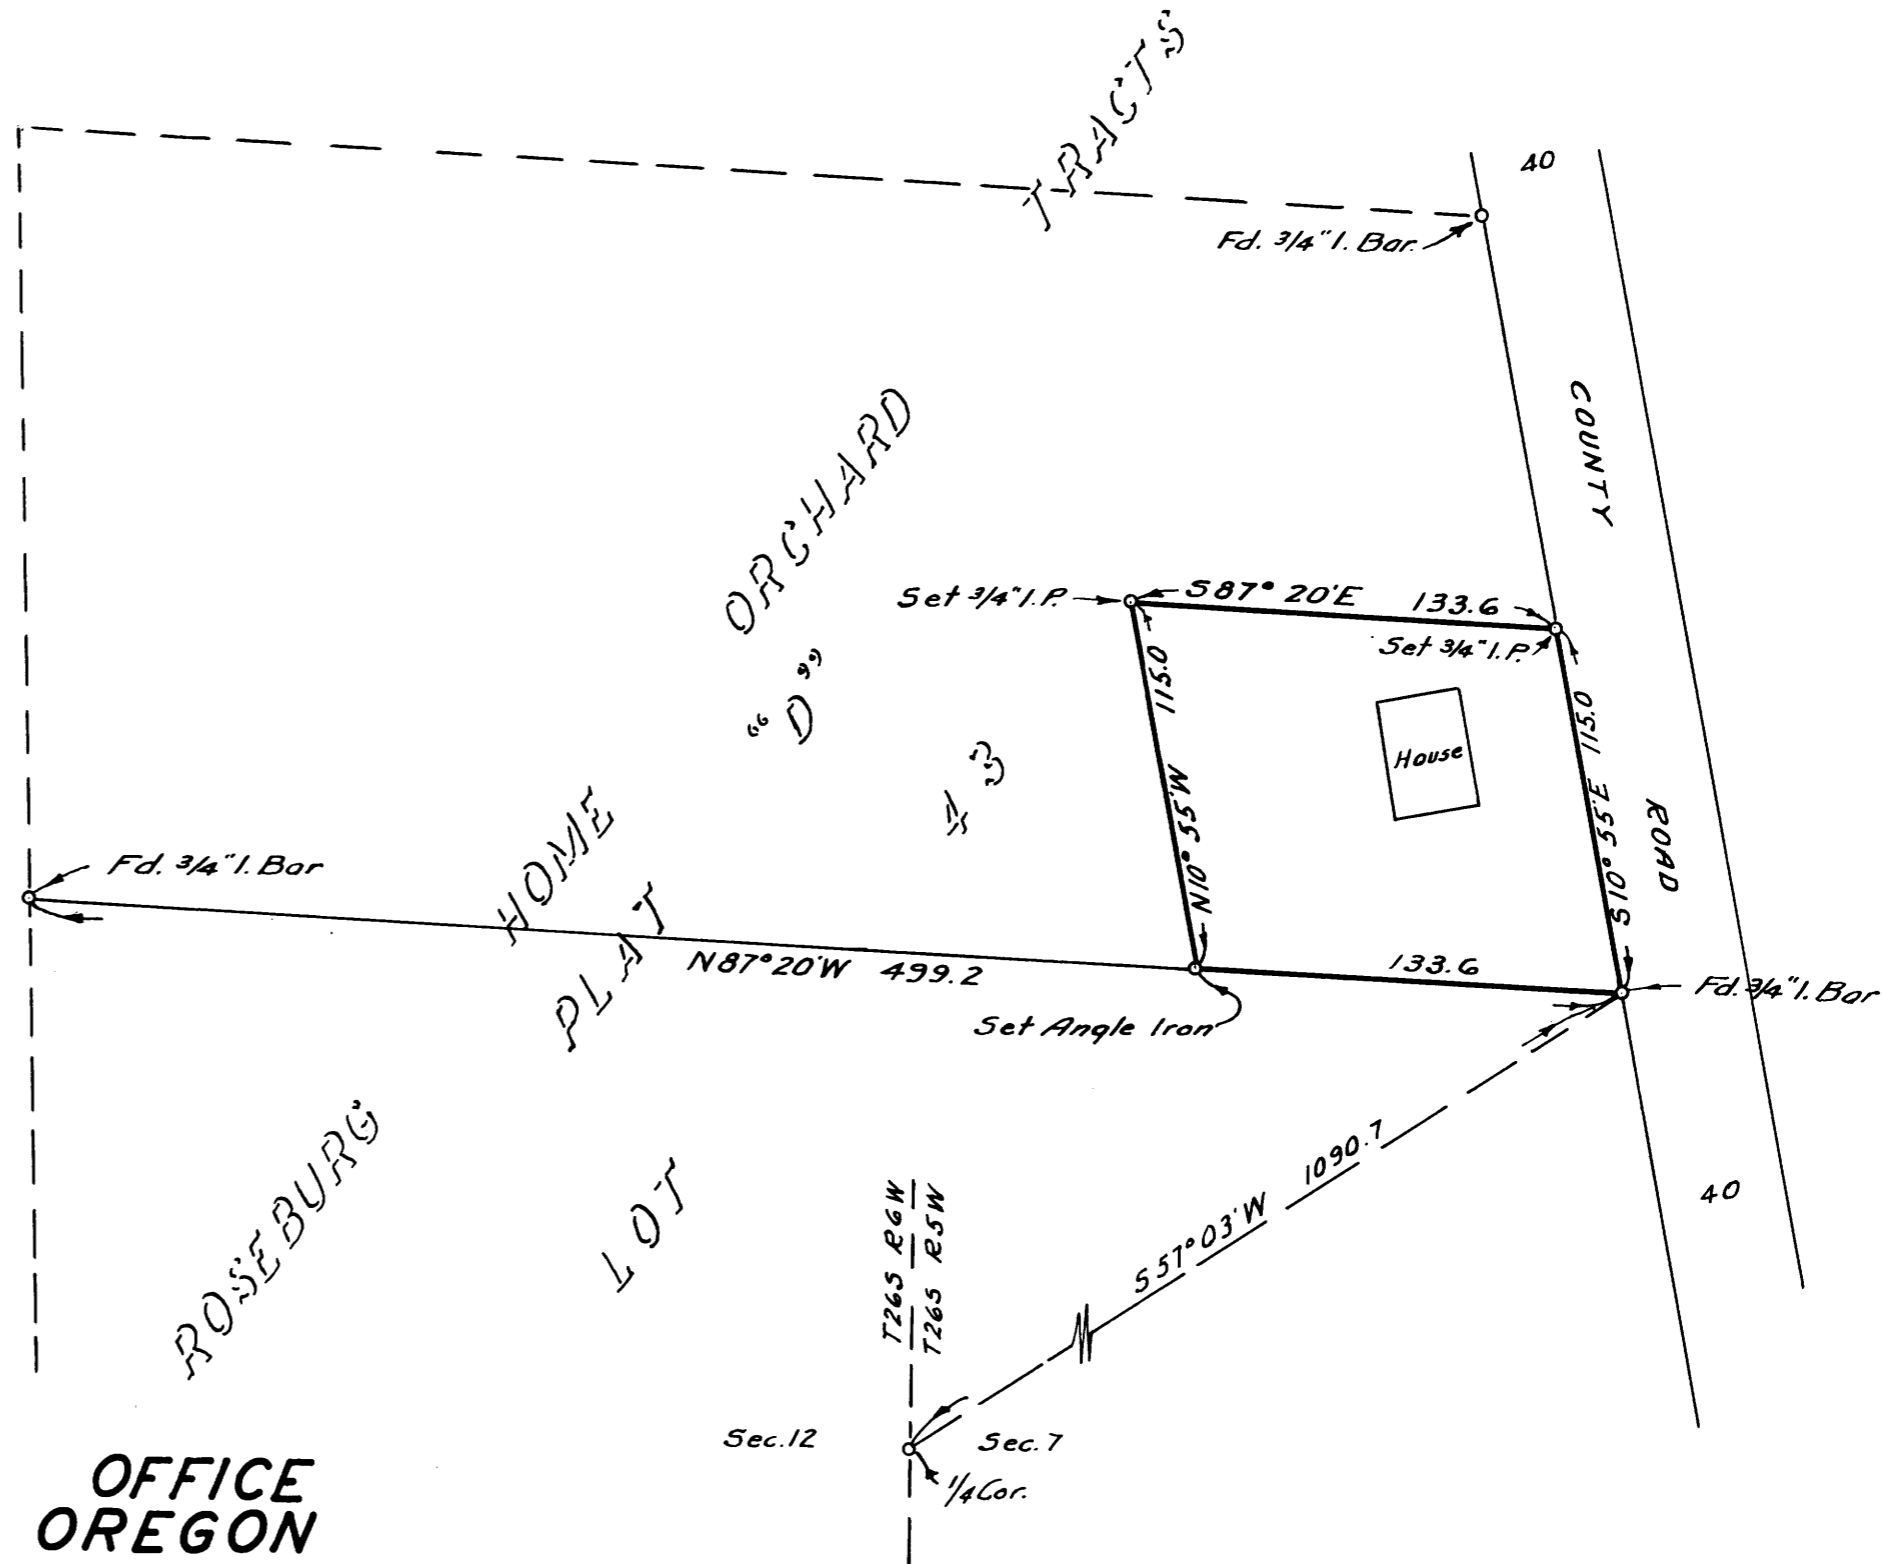 TRACTS
40
Fd. 3/4" I. Bar.
COUNTY
ORCHARD
Set 3/4" I.P.
S87° 20'E 133.6
Set 3/4" I.P.
115.0
N10° 55'W
115.0
S10° 55'E
House
ROAD
"D"
43
HOME
Fd. 3/4" I. Bar
PLAT
N87°20'W 499.2
133.6
Fd. 3/4" I. Bar
Set Angle Iron
ROSEBURG
LOT
T26S R6W
T26S R5W
S57°03'W 1090.7
40
Sec. 12
Sec. 7
1/4 Cor.
OFFICE
OREGON